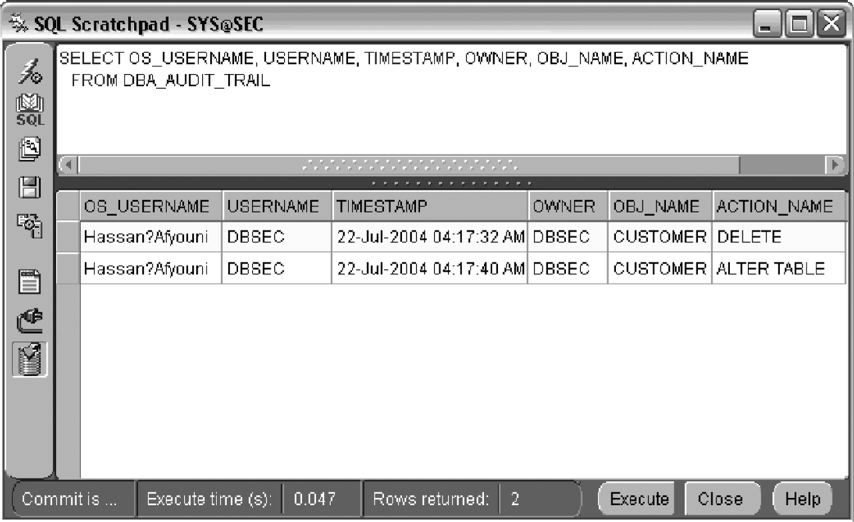 SQL Scratchpad - SYS@SEC
SELECT OS_USERNAME, USERNAME, TIMESTAMP, OWNER, OBJ_NAME, ACTION_NAME
FROM DBA_AUDIT_TRAIL
SQL
OS_USERNAME USERNAME TIMESTAMP OWNER OBJ_NAME ACTION_NAME
Hassan?Afyouni DBSEC 22-Jul-2004 04:17:32 AM DBSEC CUSTOMER DELETE
Hassan?Afyouni DBSEC 22-Jul-2004 04:17:40 AM DBSEC CUSTOMER ALTER TABLE
Commit is ... Execute time (s): 0.047 Rows returned: 2 Execute Close Help